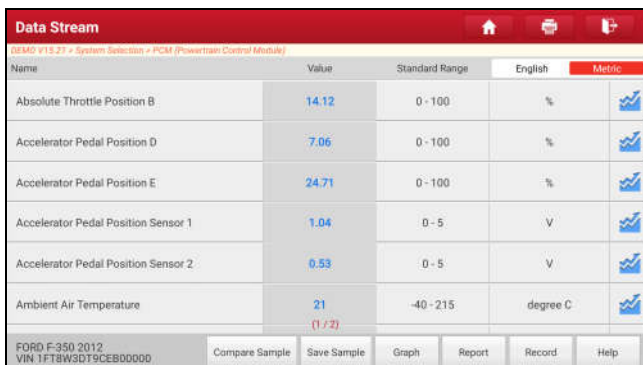 Data Stream
DEMO V15.21 > System Selection > PCM (Powertrain Control Module)
Name Value Standard Range English Metric
Absolute Throttle Position B 14.12 0 - 100 %
Accelerator Pedal Position D 7.06 0 - 100 %
Accelerator Pedal Position E 24.71 0 - 100 %
Accelerator Pedal Position Sensor 1 1.04 0 - 5 V
Accelerator Pedal Position Sensor 2 0.53 0 - 5 V
Ambient Air Temperature 21 -40 - 215 degree C
(1 / 2)
FORD F-350 2012
VIN 1FT8W3DT9CEB00000
Compare Sample Save Sample Graph Report Record Help